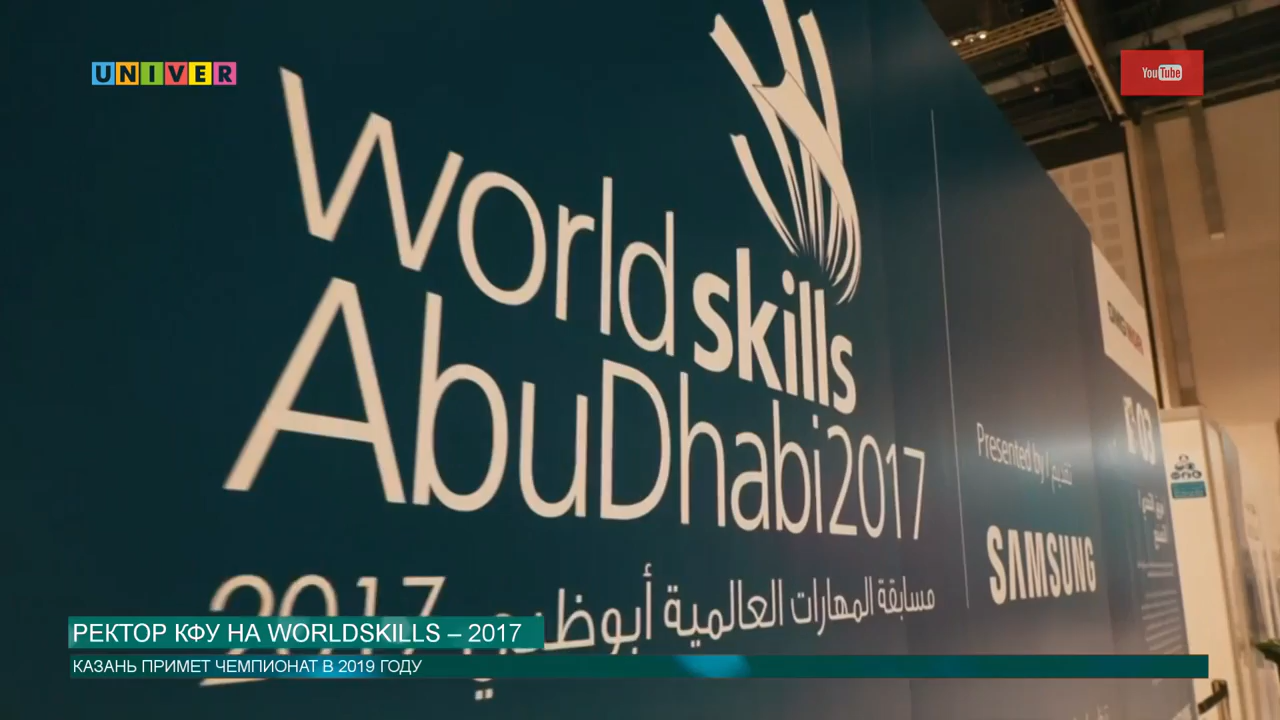 UNIVER
YouTube
world skills
AbuDhabi2017
Presented by / تقديم
SAMSUNG
03
مسابقة المهارات العالمية أبوظبي 2017
РЕКТОР КФУ НА WORLDSKILLS – 2017
КАЗАНЬ ПРИМЕТ ЧЕМПИОНАТ В 2019 ГОДУ